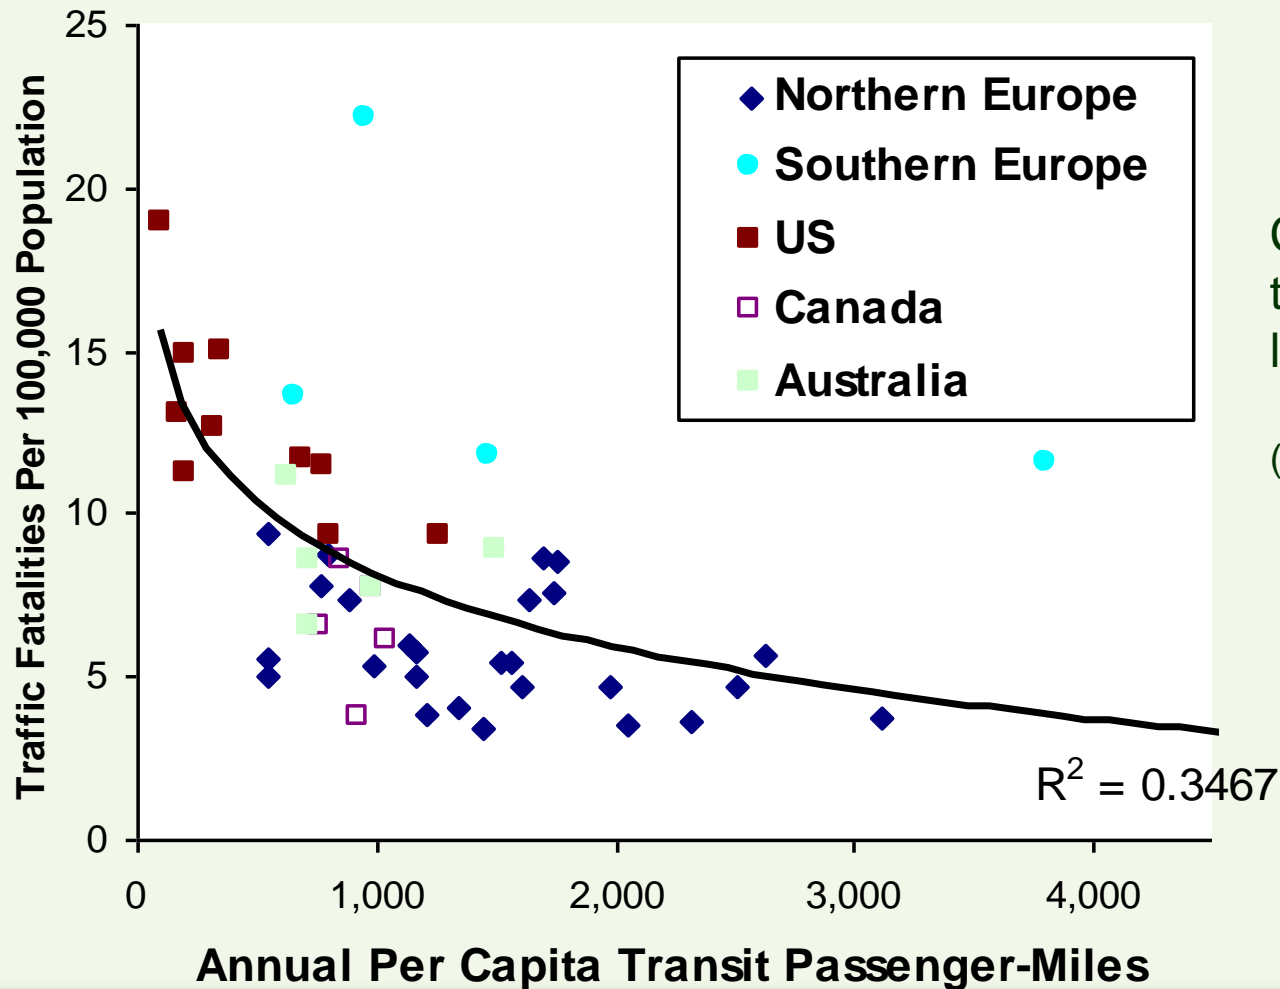 25
20
15
10
5
0
Traffic Fatalities Per 100,000 Population
Northern Europe
Southern Europe
US
Canada
Australia
R² = 0.3467
0 1,000 2,000 3,000 4,000
Annual Per Capita Transit Passenger-Miles